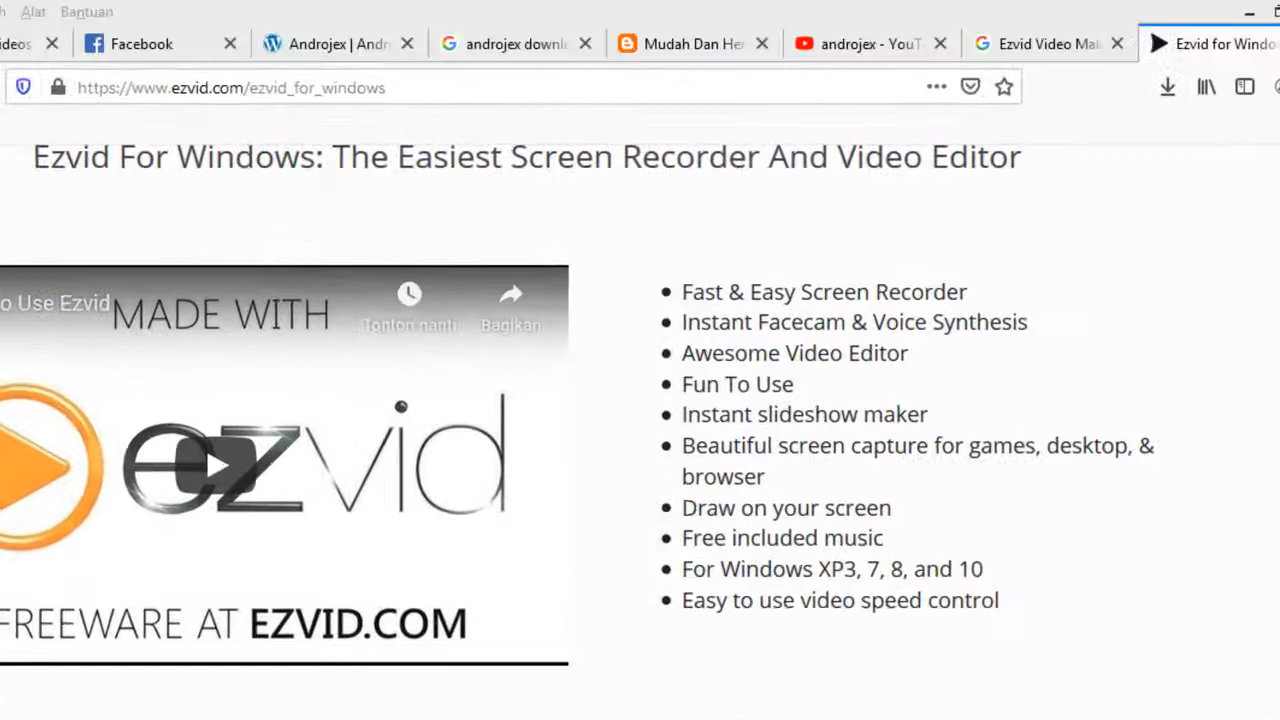 Alat Bantuan
Facebook
Androjex | Andr
androjex downl
Mudah Dan He
androjex - YouT
Ezvid Video Mal
Ezvid for Windo
https://www.ezvid.com/ezvid_for_windows
Ezvid For Windows: The Easiest Screen Recorder And Video Editor
o Use Ezvid
MADE WITH
Tonton nanti
Bagikan
ezvid
FREEWARE AT EZVID.COM
Fast & Easy Screen Recorder
Instant Facecam & Voice Synthesis
Awesome Video Editor
Fun To Use
Instant slideshow maker
Beautiful screen capture for games, desktop, &
browser
Draw on your screen
Free included music
For Windows XP3, 7, 8, and 10
Easy to use video speed control